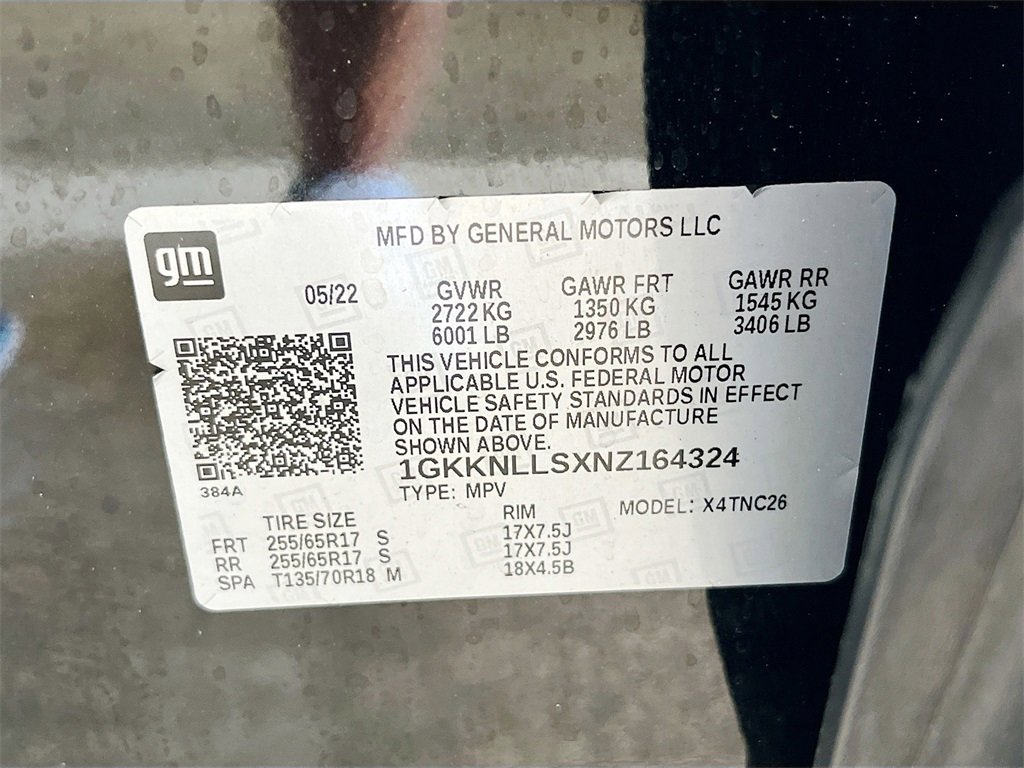 gm
MFD BY GENERAL MOTORS LLC
05/22
GVWR GAWR FRT GAWR RR
2722 KG 1350 KG 1545 KG
6001 LB 2976 LB 3406 LB
THIS VEHICLE CONFORMS TO ALL
APPLICABLE U.S. FEDERAL MOTOR
VEHICLE SAFETY STANDARDS IN EFFECT
ON THE DATE OF MANUFACTURE
SHOWN ABOVE.
1GKKNLLSXNZ164324
384A
TYPE: MPV
MODEL: X4TNC26
TIRE SIZE RIM
FRT 255/65R17 S 17X7.5J
RR 255/65R17 S 17X7.5J
SPA T135/70R18 M 18X4.5B